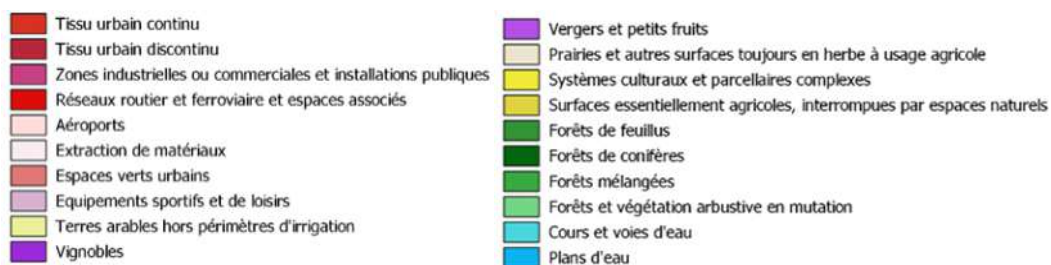 Tissu urbain continu
Tissu urbain discontinu
Zones industrielles ou commerciales et installations publiques
Réseaux routier et ferroviaire et espaces associés
Aéroports
Extraction de matériaux
Espaces verts urbains
Equipements sportifs et de loisirs
Terres arables hors périmètres d'irrigation
Vignobles
Vergers et petits fruits
Prairies et autres surfaces toujours en herbe à usage agricole
Systèmes culturaux et parcellaires complexes
Surfaces essentiellement agricoles, interrompues par espaces naturels
Forêts de feuillus
Forêts de conifères
Forêts mélangées
Forêts et végétation arbustive en mutation
Cours et voies d'eau
Plans d'eau